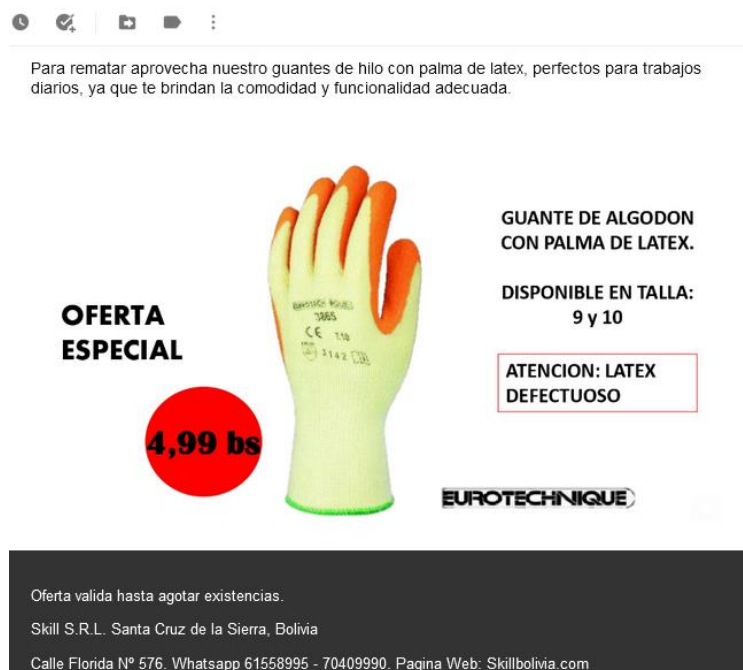 Para rematar aprovecha nuestro guantes de hilo con palma de latex, perfectos para trabajos
diarios, ya que te brindan la comodidad y funcionalidad adecuada.
GUANTE DE ALGODON
CON PALMA DE LATEX.
DISPONIBLE EN TALLA:
9 y 10
OFERTA
ESPECIAL
ATENCION: LATEX
DEFECTUOSO
4,99 bs
3865
CE
3142
EUROTECHNIQUE
Oferta valida hasta agotar existencias.
Skill S.R.L. Santa Cruz de la Sierra, Bolivia
Calle Florida Nº 576. Whatsapp 61558995 - 70409990. Pagina Web: Skillbolivia.com